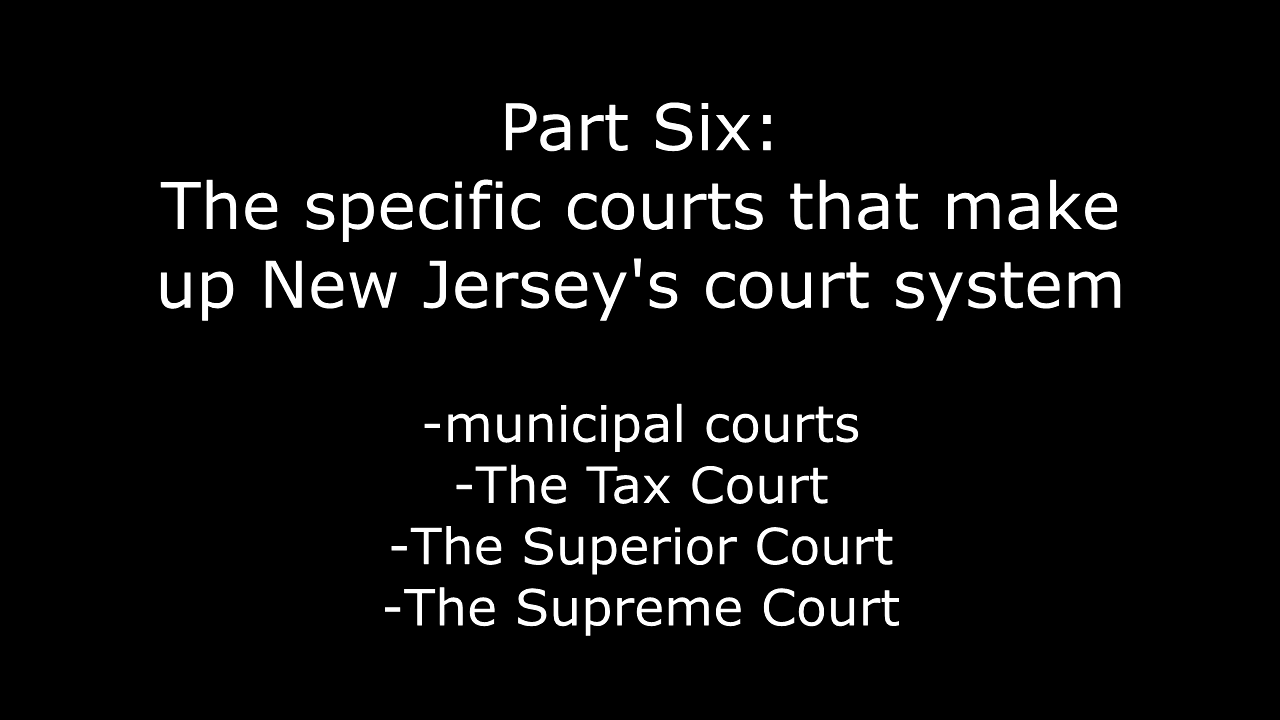 Part Six:
The specific courts that make
up New Jersey's court system
-municipal courts
-The Tax Court
-The Superior Court
-The Supreme Court